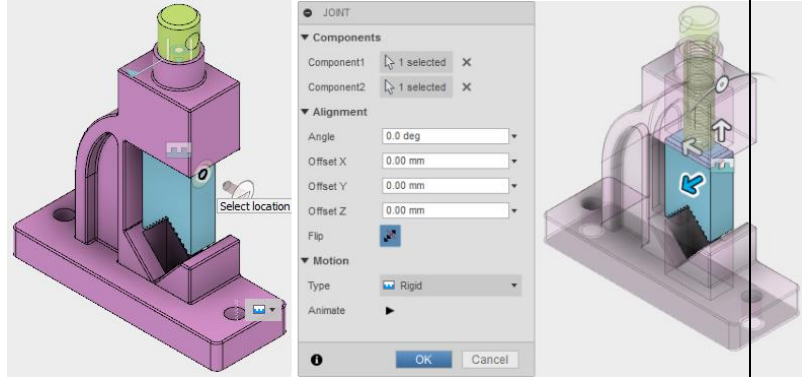 Select location
JOINT
▼ Components
Component1 1 selected ×
Component2 1 selected ×
▼ Alignment
Angle 0.0 deg
Offset X 0.00 mm
Offset Y 0.00 mm
Offset Z 0.00 mm
Flip
▼ Motion
Type Rigid
Animate
OK Cancel